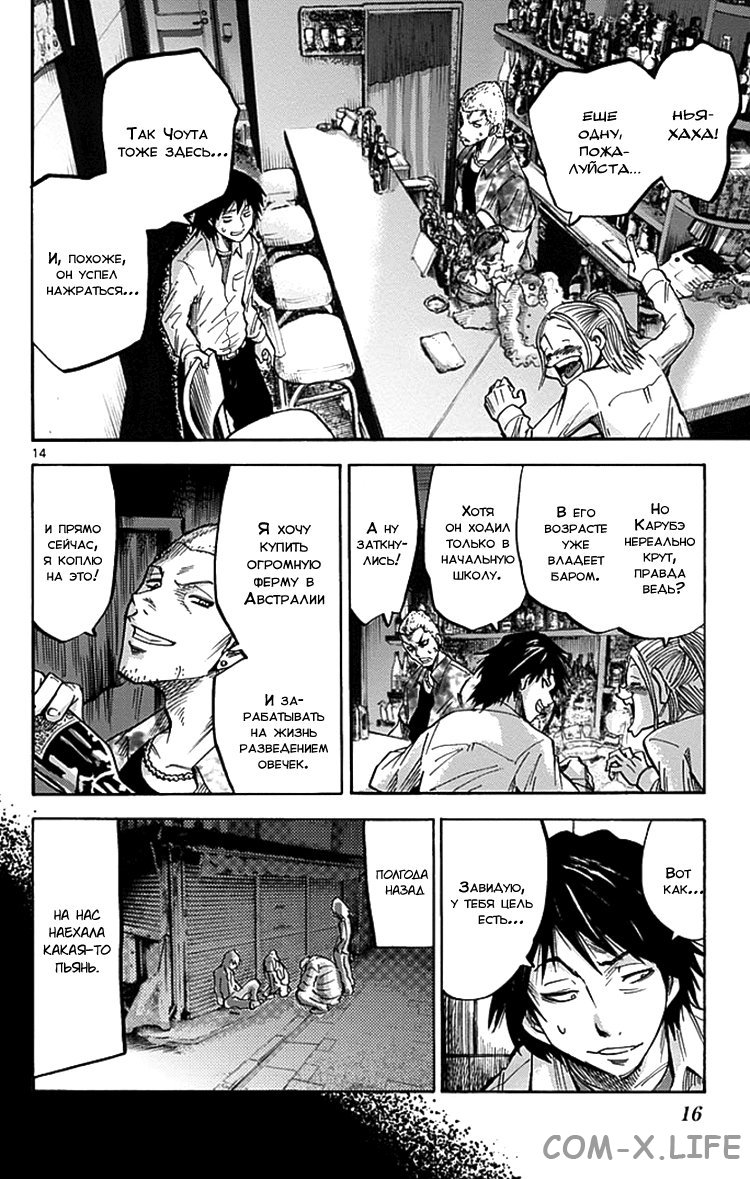 НЬЯ-
ХАХА!
ЕЩЕ
ОДНУ,
ПОЖА-
ЛУЙСТА...
ТАК ЧОУТА
ТОЖЕ ЗДЕСЬ...
И, ПОХОЖЕ,
ОН УСПЕЛ
НАЖРАТЬСЯ...
14
НО
КАРУБЭ
НЕРЕАЛЬНО
КРУТ,
ПРАВДА
ВЕДЬ?
В ЕГО
ВОЗРАСТЕ
УЖЕ
ВЛАДЕЕТ
БАРОМ.
ХОТЯ
ОН ХОДИЛ
ТОЛЬКО В
НАЧАЛЬНУЮ
ШКОЛУ.
А НУ
ЗАТКНУ-
ЛИСЬ!
Я ХОЧУ
КУПИТЬ
ОГРОМНУЮ
ФЕРМУ В
АВСТРАЛИИ
И ЗА-
РАБАТЫВАТЬ
НА ЖИЗНЬ
РАЗВЕДЕНИЕМ
ОВЕЧЕК.
И ПРЯМО
СЕЙЧАС,
Я КОПЛЮ
НА ЭТО!
ВОТ
КАК...
ЗАВИДУЮ,
У ТЕБЯ ЦЕЛЬ
ЕСТЬ...
ПОЛГОДА
НАЗАД
НА НАС
НАЕХАЛА
КАКАЯ-ТО
ПЬЯНЬ.
16
COM-X.LIFE